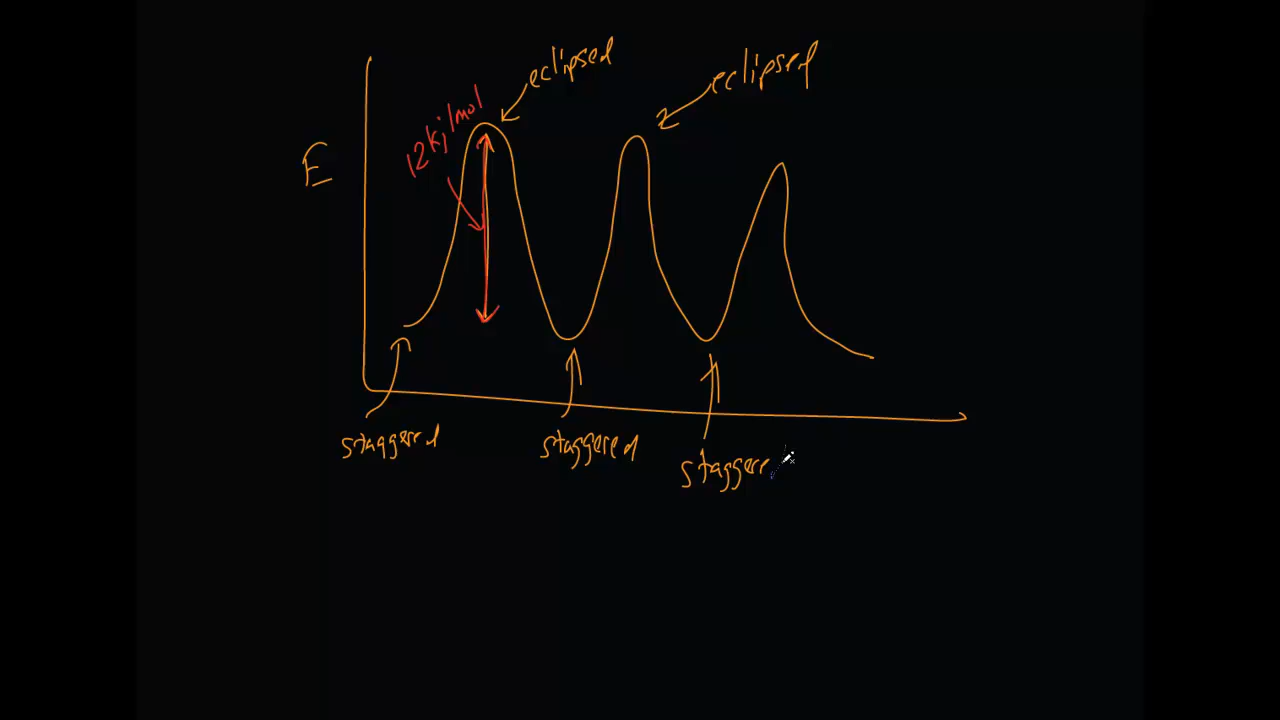 eclipsed
eclipsed
12kj/mol
E
staggered
staggered
staggere